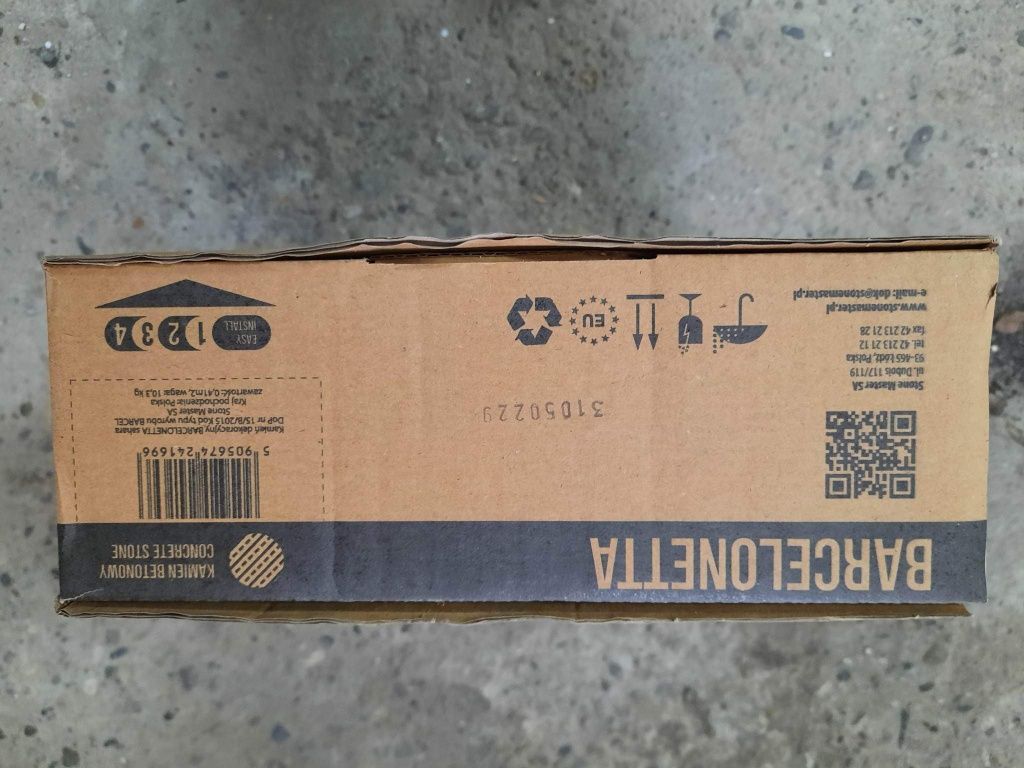 BARCELONETTA
KAMIEŃ BETONOWY
CONCRETE STONE
Stone Master SA
ul. Dubois 117/119
93-465 Łódź, Polska
tel. 42 213 21 12
fax 42 213 21 28
www.stonemaster.pl
e-mail: dok@stonemaster.pl
31050229
EU
5 905674 241696
Kamień dekoracyjny BARCELONETTA sahara
DoP nr 15/B/2015 Kod typu wyrobu BARCEL
Stone Master SA
Kraj pochodzenia: Polska
zawartość: 0,41m2, waga: 10,3 kg
EASY
INSTALL
1 2 3 4